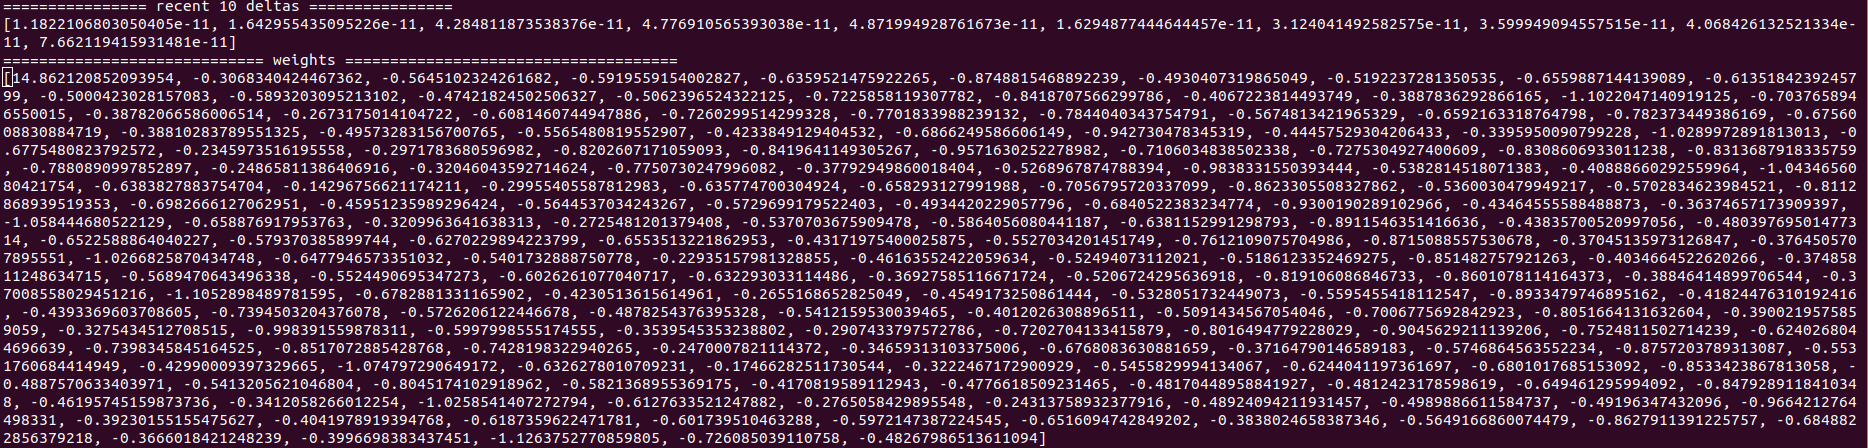 ================ recent 10 deltas ================
[1.1822106803050405e-11, 1.642955435095226e-11, 4.284811873538376e-11, 4.776910565393038e-11, 4.871994928761673e-11, 1.6294877444644457e-11, 3.124041492582575e-11, 3.599949094557515e-11, 4.068426132521334e-
11, 7.662119415931481e-11]
============================ weights ===================================
[14.862120852093954, -0.3068340424467362, -0.5645102324261682, -0.5919559154002827, -0.6359521475922265, -0.8748815468892239, -0.4930407319865049, -0.5192237281350535, -0.6559887144139089, -0.61351842392457
99, -0.5000423028157083, -0.5893203095213102, -0.47421824502506327, -0.5062396524322125, -0.7225858119307782, -0.8418707566299786, -0.4067223814493749, -0.3887836292866165, -1.1022047140919125, -0.703765894
6550015, -0.38782066586006514, -0.2673175014104722, -0.6081460744947886, -0.7260299514299328, -0.7701833988239132, -0.7844040343754791, -0.5674813421965329, -0.6592163318764798, -0.782373449386169, -0.67560
08830884719, -0.38810283789551325, -0.49573283156700765, -0.5565480819552907, -0.4233849129404532, -0.6866249586606149, -0.942730478345319, -0.44457529304206433, -0.3395950090799228, -1.0289972891813013, -0
.6775480823792572, -0.2345973516195558, -0.2971783680596982, -0.8202607171059093, -0.8419641149305267, -0.9571630252278982, -0.7106034838502338, -0.7275304927400609, -0.8308606933011238, -0.8313687918335759
, -0.7880890997852897, -0.24865811386406916, -0.32046043592714624, -0.7750730247996082, -0.37792949860018404, -0.5268967874788394, -0.9838331550393444, -0.5382814518071383, -0.40888660292559964, -1.04346560
80421754, -0.6383827883754704, -0.14296756621174211, -0.29955405587812983, -0.635774700304924, -0.658293127991988, -0.7056795720337099, -0.8623305508327862, -0.5360030479949217, -0.5702834623984521, -0.8112
868939519353, -0.6982666127062951, -0.45951235989296424, -0.5644537034243267, -0.5729699179522403, -0.4934420229057796, -0.6840522383234774, -0.9300190289102966, -0.43464555588488873, -0.36374657173909397,
-1.058444680522129, -0.658876917953763, -0.3209963641638313, -0.2725481201379408, -0.5370703675909478, -0.5864056080441187, -0.6381152991298793, -0.8911546351416636, -0.43835700520997056, -0.480397695014773
14, -0.6522588864040227, -0.579370385899744, -0.6270229894223799, -0.6553513221862953, -0.43171975400025875, -0.5527034201451749, -0.7612109075704986, -0.8715088557530678, -0.37045135973126847, -0.376450570
7895551, -1.0266825870434748, -0.6477946573351032, -0.5401732888750778, -0.22935157981328855, -0.46163552422059634, -0.52494073112021, -0.5186123352469275, -0.851482757921263, -0.4034664522620266, -0.374858
11248634715, -0.5689470643496338, -0.5524490695347273, -0.6026261077040717, -0.632293033114486, -0.36927585116671724, -0.5206724295636918, -0.819106086846733, -0.8601078114164373, -0.38846414899706544, -0.3
70085580294512​16, -1.1052898489781595, -0.6782881331165902, -0.4230513615614961, -0.2655168652825049, -0.4549173250861444, -0.5328051732449073, -0.5595455418112547, -0.8933479746895162, -0.41824476310192416
, -0.4393369603708605, -0.7394503204376078, -0.5726206122446678, -0.4878254376395328, -0.5412159530039465, -0.4012026308896511, -0.5091434567054046, -0.7006775692842923, -0.8051664131632604, -0.390021957585
9059, -0.3275434512708515, -0.998391559878311, -0.5997998555174555, -0.3539545353238802, -0.2907433797572786, -0.7202704133415879, -0.8016494779228029, -0.9045629211139206, -0.7524811502714239, -0.624026804
4696639, -0.7398345845164525, -0.8517072885428768, -0.7428198322940265, -0.2470007821114372, -0.34659313103375006, -0.6768083630881659, -0.37164790146589183, -0.5746864563552234, -0.8757203789313087, -0.553
1760684414949, -0.42990009397329665, -1.074797290649172, -0.6326278010709231, -0.17466282511730544, -0.3222467172900929, -0.5455829994134067, -0.6244041197361697, -0.6801017685153092, -0.8533423867813058, -
0.4887570633403971, -0.5413205621046804, -0.8045174102918962, -0.5821368955369175, -0.4170819589112943, -0.4776618509231465, -0.48170448958841927, -0.4812423178598619, -0.649461295994092, -0.847928911841034
8, -0.46195745159873736, -0.3412058266012254, -1.0258541407272794, -0.6127633521247882, -0.2765058429895548, -0.24313758932377916, -0.48924094211931457, -0.4989886611584737, -0.49196347432096, -0.9664212764
498331, -0.39230155155475627, -0.4041978919394768, -0.6187359622471781, -0.601739510463288, -0.5972147387224545, -0.6516094742849202, -0.3838024658387346, -0.5649166860074479, -0.8627911391225757, -0.684882
2856379218, -0.3666018421248239, -0.3996698383437451, -1.1263752770859805, -0.726085039110758, -0.48267986513611094]